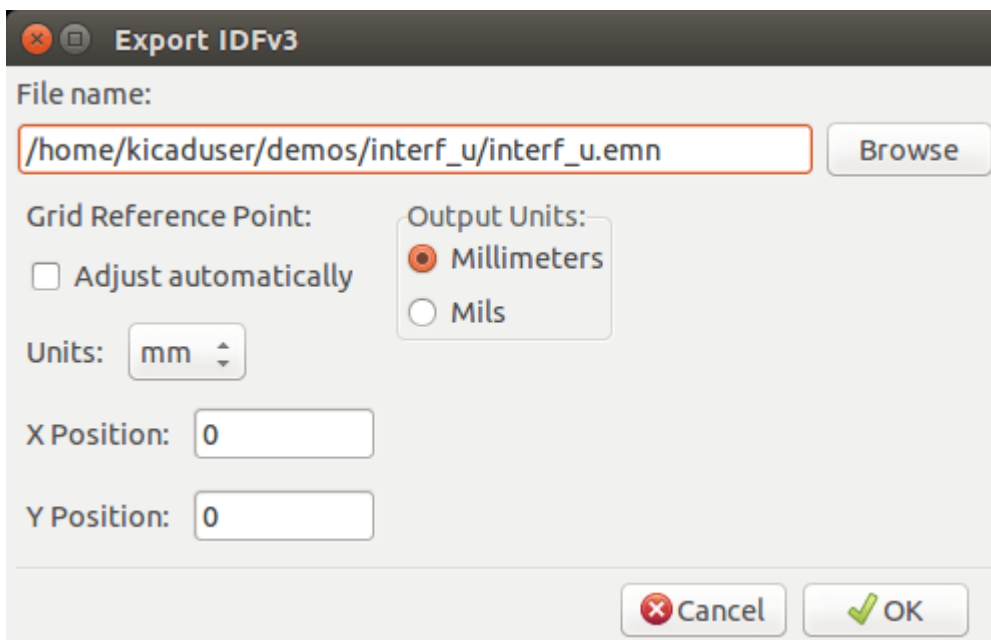 Export IDFv3
File name:
/home/kicaduser/demos/interf_u/interf_u.emn
Browse
Grid Reference Point:
Adjust automatically
Units: mm
X Position: 0
Y Position: 0
Output Units:
Millimeters
Mils
Cancel
OK